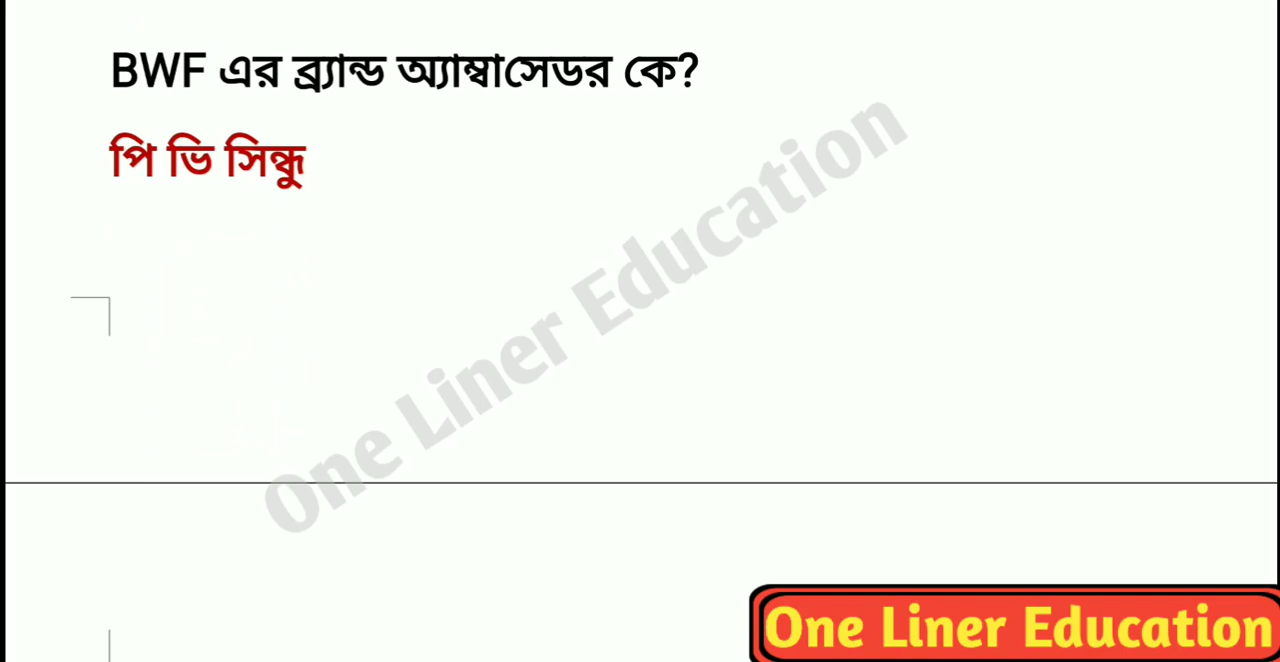 BWF এর ব্র্যান্ড অ্যাম্বাসেডর কে?
পি ভি সিন্ধু
One Liner Education
One Liner Education